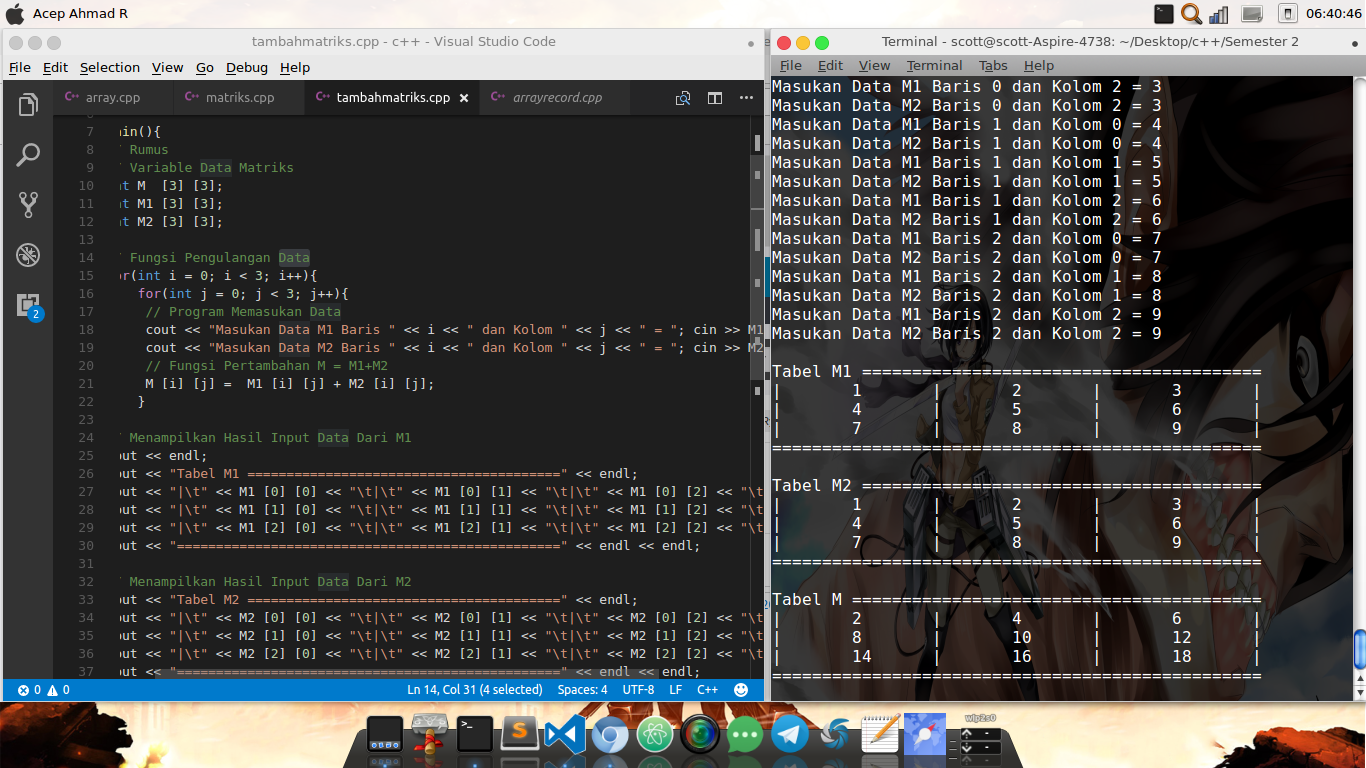 Acep Ahmad R
06:40:46
tambahmatriks.cpp - c++ - Visual Studio Code
File Edit Selection View Go Debug Help
array.cpp matriks.cpp tambahmatriks.cpp arrayrecord.cpp
7 in(){
8 Rumus
9 Variable Data Matriks
10 t M [3] [3];
11 t M1 [3] [3];
12 t M2 [3] [3];
13
14 Fungsi Pengulangan Data
15 r(int i = 0; i < 3; i++){
16 for(int j = 0; j < 3; j++){
17 // Program Memasukan Data
18 cout << "Masukan Data M1 Baris " << i << " dan Kolom " << j << " = "; cin >> M1
19 cout << "Masukan Data M2 Baris " << i << " dan Kolom " << j << " = "; cin >> M2
20 // Fungsi Pertambahan M = M1+M2
21 M [i] [j] = M1 [i] [j] + M2 [i] [j];
22 }
23
24 Menampilkan Hasil Input Data Dari M1
25 ut << endl;
26 ut << "Tabel M1 ========================================" << endl;
27 ut << "|\t" << M1 [0] [0] << "\t|\t" << M1 [0] [1] << "\t|\t" << M1 [0] [2] << "\t
28 ut << "|\t" << M1 [1] [0] << "\t|\t" << M1 [1] [1] << "\t|\t" << M1 [1] [2] << "\t
29 ut << "|\t" << M1 [2] [0] << "\t|\t" << M1 [2] [1] << "\t|\t" << M1 [2] [2] << "\t
30 ut << "=================================================" << endl << endl;
31
32 Menampilkan Hasil Input Data Dari M2
33 ut << "Tabel M2 ========================================" << endl;
34 ut << "|\t" << M2 [0] [0] << "\t|\t" << M2 [0] [1] << "\t|\t" << M2 [0] [2] << "\t
35 ut << "|\t" << M2 [1] [0] << "\t|\t" << M2 [1] [1] << "\t|\t" << M2 [1] [2] << "\t
36 ut << "|\t" << M2 [2] [0] << "\t|\t" << M2 [2] [1] << "\t|\t" << M2 [2] [2] << "\t
37 ut << "=================================================" << endl << endl;
2
0 0 Ln 14, Col 31 (4 selected) Spaces: 4 UTF-8 LF C++
Terminal - scott@scott-Aspire-4738: ~/Desktop/c++/Semester 2
File Edit View Terminal Tabs Help
Masukan Data M1 Baris 0 dan Kolom 2 = 3
Masukan Data M2 Baris 0 dan Kolom 2 = 3
Masukan Data M1 Baris 1 dan Kolom 0 = 4
Masukan Data M2 Baris 1 dan Kolom 0 = 4
Masukan Data M1 Baris 1 dan Kolom 1 = 5
Masukan Data M2 Baris 1 dan Kolom 1 = 5
Masukan Data M1 Baris 1 dan Kolom 2 = 6
Masukan Data M2 Baris 1 dan Kolom 2 = 6
Masukan Data M1 Baris 2 dan Kolom 0 = 7
Masukan Data M2 Baris 2 dan Kolom 0 = 7
Masukan Data M1 Baris 2 dan Kolom 1 = 8
Masukan Data M2 Baris 2 dan Kolom 1 = 8
Masukan Data M1 Baris 2 dan Kolom 2 = 9
Masukan Data M2 Baris 2 dan Kolom 2 = 9
Tabel M1 ========================================
| 1 | 2 | 3 |
| 4 | 5 | 6 |
| 7 | 8 | 9 |
=================================================
Tabel M2 ========================================
| 1 | 2 | 3 |
| 4 | 5 | 6 |
| 7 | 8 | 9 |
=================================================
Tabel M =========================================
| 2 | 4 | 6 |
| 8 | 10 | 12 |
| 14 | 16 | 18 |
=================================================
wlp2s0